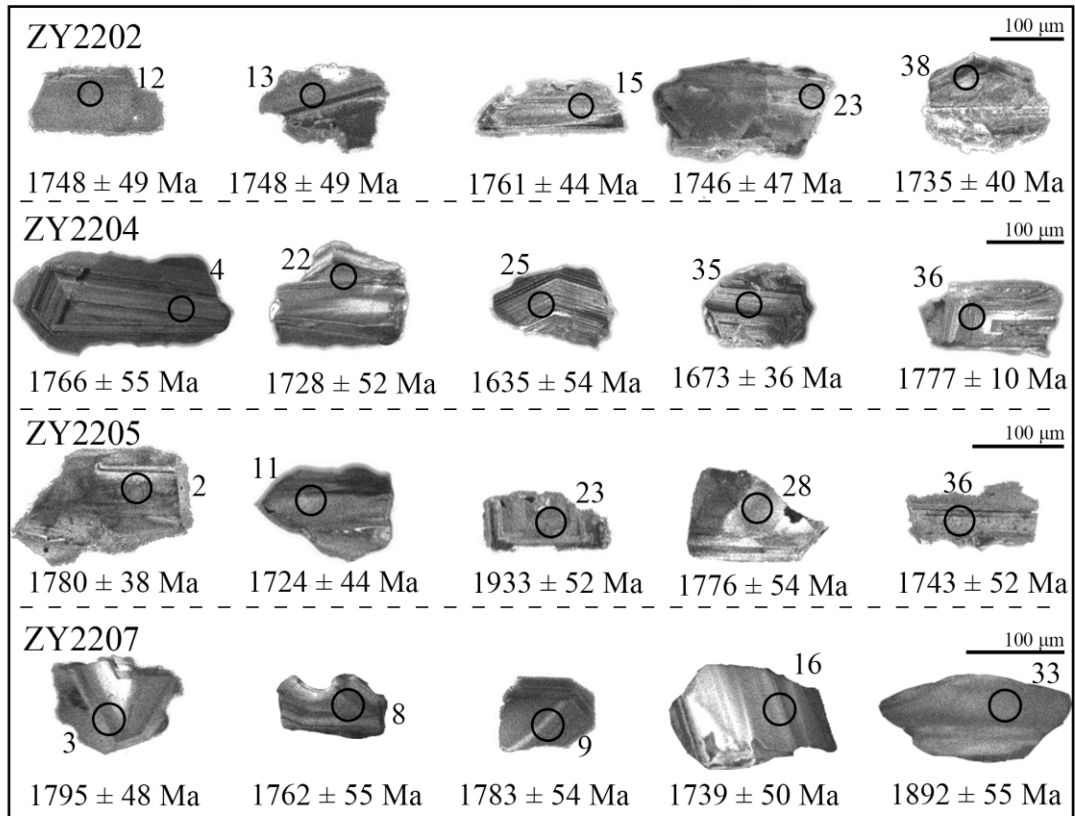 ZY2202
100 μm
12
13
15
23
38
1748 ± 49 Ma
1748 ± 49 Ma
1761 ± 44 Ma
1746 ± 47 Ma
1735 ± 40 Ma
ZY2204
100 μm
4
22
25
35
36
1766 ± 55 Ma
1728 ± 52 Ma
1635 ± 54 Ma
1673 ± 36 Ma
1777 ± 10 Ma
ZY2205
100 μm
2
11
23
28
36
1780 ± 38 Ma
1724 ± 44 Ma
1933 ± 52 Ma
1776 ± 54 Ma
1743 ± 52 Ma
ZY2207
100 μm
3
8
9
16
33
1795 ± 48 Ma
1762 ± 55 Ma
1783 ± 54 Ma
1739 ± 50 Ma
1892 ± 55 Ma